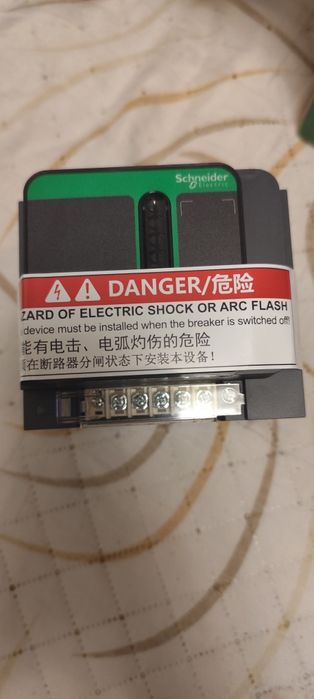 Schneider
Electric
DANGER/危险
ZARD OF ELECTRIC SHOCK OR ARC FLASH
device must be installed when the breaker is switched off!
能有电击、电弧灼伤的危险
在断路器分闸状态下安装本设备！